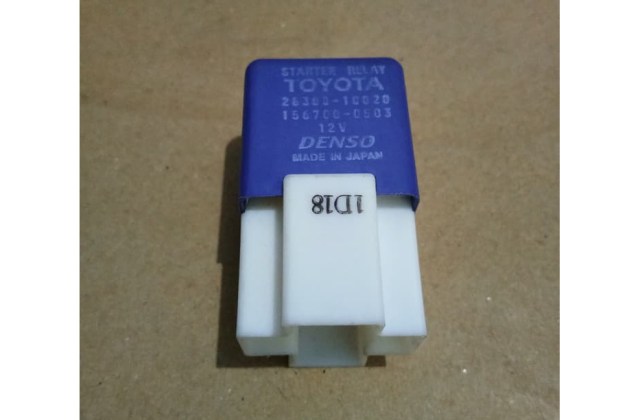 STARTER RELAY
TOYOTA
28300-10020
156700-0503
12V
DENSO
MADE IN JAPAN
1D18